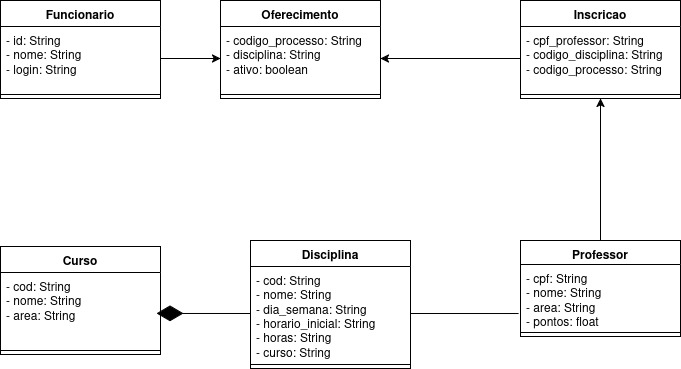 Funcionario
- id: String
- nome: String
- login: String
Oferecimento
- codigo_processo: String
- disciplina: String
- ativo: boolean
Inscricao
- cpf_professor: String
- codigo_disciplina: String
- codigo_processo: String
Curso
- cod: String
- nome: String
- area: String
Disciplina
- cod: String
- nome: String
- dia_semana: String
- horario_inicial: String
- horas: String
- curso: String
Professor
- cpf: String
- nome: String
- area: String
- pontos: float